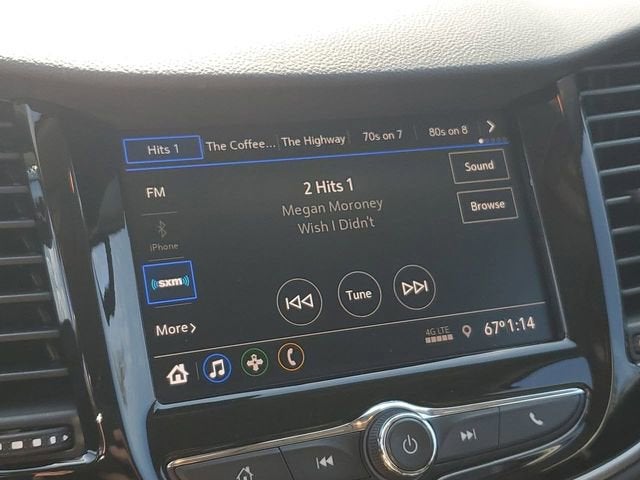 Hits 1 The Coffee... The Highway 70s on 7 80s on 8
FM
2 Hits 1
Sound
Megan Moroney
Browse
Wish I Didn't
iPhone
sxm
Tune
More
4G LTE 67° 1:14